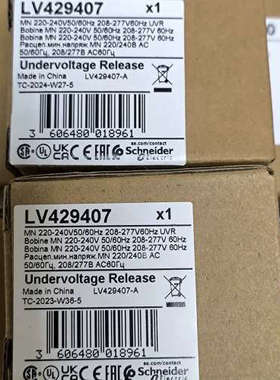 LV429407 x1
MN 220-240V50/60Hz 208-277V60Hz UVR
Bobine MN 220-240V 50/60Hz 208-277V 60Hz
Bobina MN 220-240V 50/60Hz 208-277V 60Hz
Расцеп.мин.напряж MN 220/240В AC
50/60Гц, 208/277В AC60Гц
Undervoltage Release
Made in China LV429407-A
TC-2024-W27-5
3 606480 018961
se.com/contact
Schneider
Electric
LV429407 x1
MN 220-240V50/60Hz 208-277V60Hz UVR
Bobine MN 220-240V 50/60Hz 208-277V 60Hz
Bobina MN 220-240V 50/60Hz 208-277V 60Hz
Расцеп.мин.напряж MN 220/240В AC
50/60Гц, 208/277В AC60Гц
Undervoltage Release
Made in China LV429407-A
TC-2023-W36-5
3 606480 018961
se.com/contact
Schneider